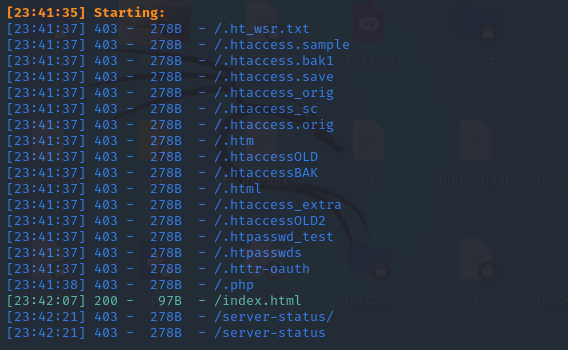 [23:41:35] Starting:
[23:41:37] 403 -   278B  - /.ht_wsr.txt
[23:41:37] 403 -   278B  - /.htaccess.sample
[23:41:37] 403 -   278B  - /.htaccess.bak1
[23:41:37] 403 -   278B  - /.htaccess.save
[23:41:37] 403 -   278B  - /.htaccess_orig
[23:41:37] 403 -   278B  - /.htaccess_sc
[23:41:37] 403 -   278B  - /.htaccess.orig
[23:41:37] 403 -   278B  - /.htm
[23:41:37] 403 -   278B  - /.htaccessOLD
[23:41:37] 403 -   278B  - /.htaccessBAK
[23:41:37] 403 -   278B  - /.html
[23:41:37] 403 -   278B  - /.htaccess_extra
[23:41:37] 403 -   278B  - /.htaccessOLD2
[23:41:37] 403 -   278B  - /.htpasswd_test
[23:41:37] 403 -   278B  - /.htpasswds
[23:41:37] 403 -   278B  - /.httr-oauth
[23:41:38] 403 -   278B  - /.php
[23:42:07] 200 -    97B  - /index.html
[23:42:21] 403 -   278B  - /server-status/
[23:42:21] 403 -   278B  - /server-status